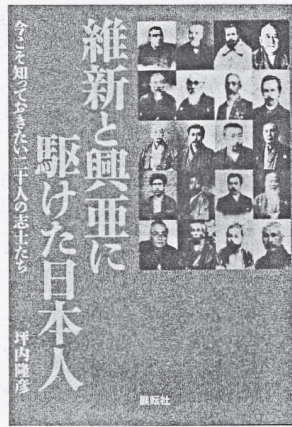 維新と興亜に
駆けた日本人
今こそ知っておきたい二十人の志士たち
坪内隆彦
展転社